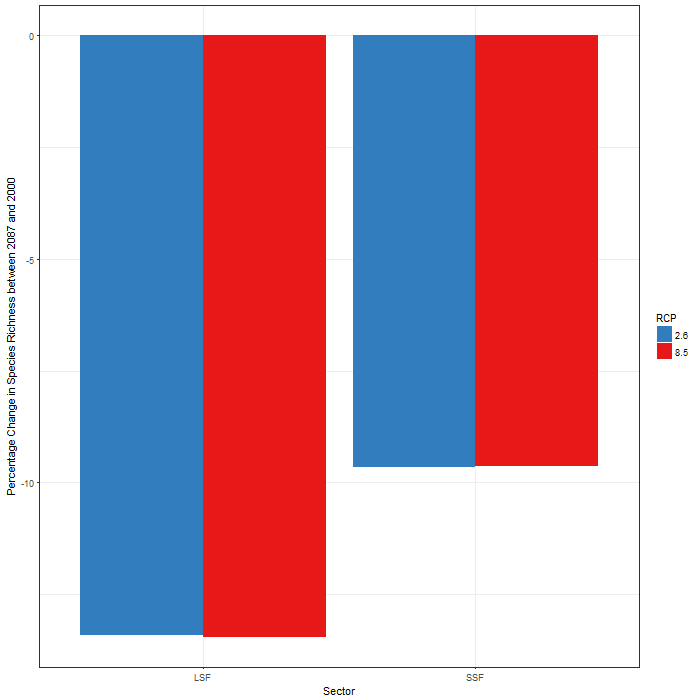 Percentage Change in Species Richness between 2087 and 2000
0
-5
-10
LSF
SSF
Sector
RCP
2.6
8.5